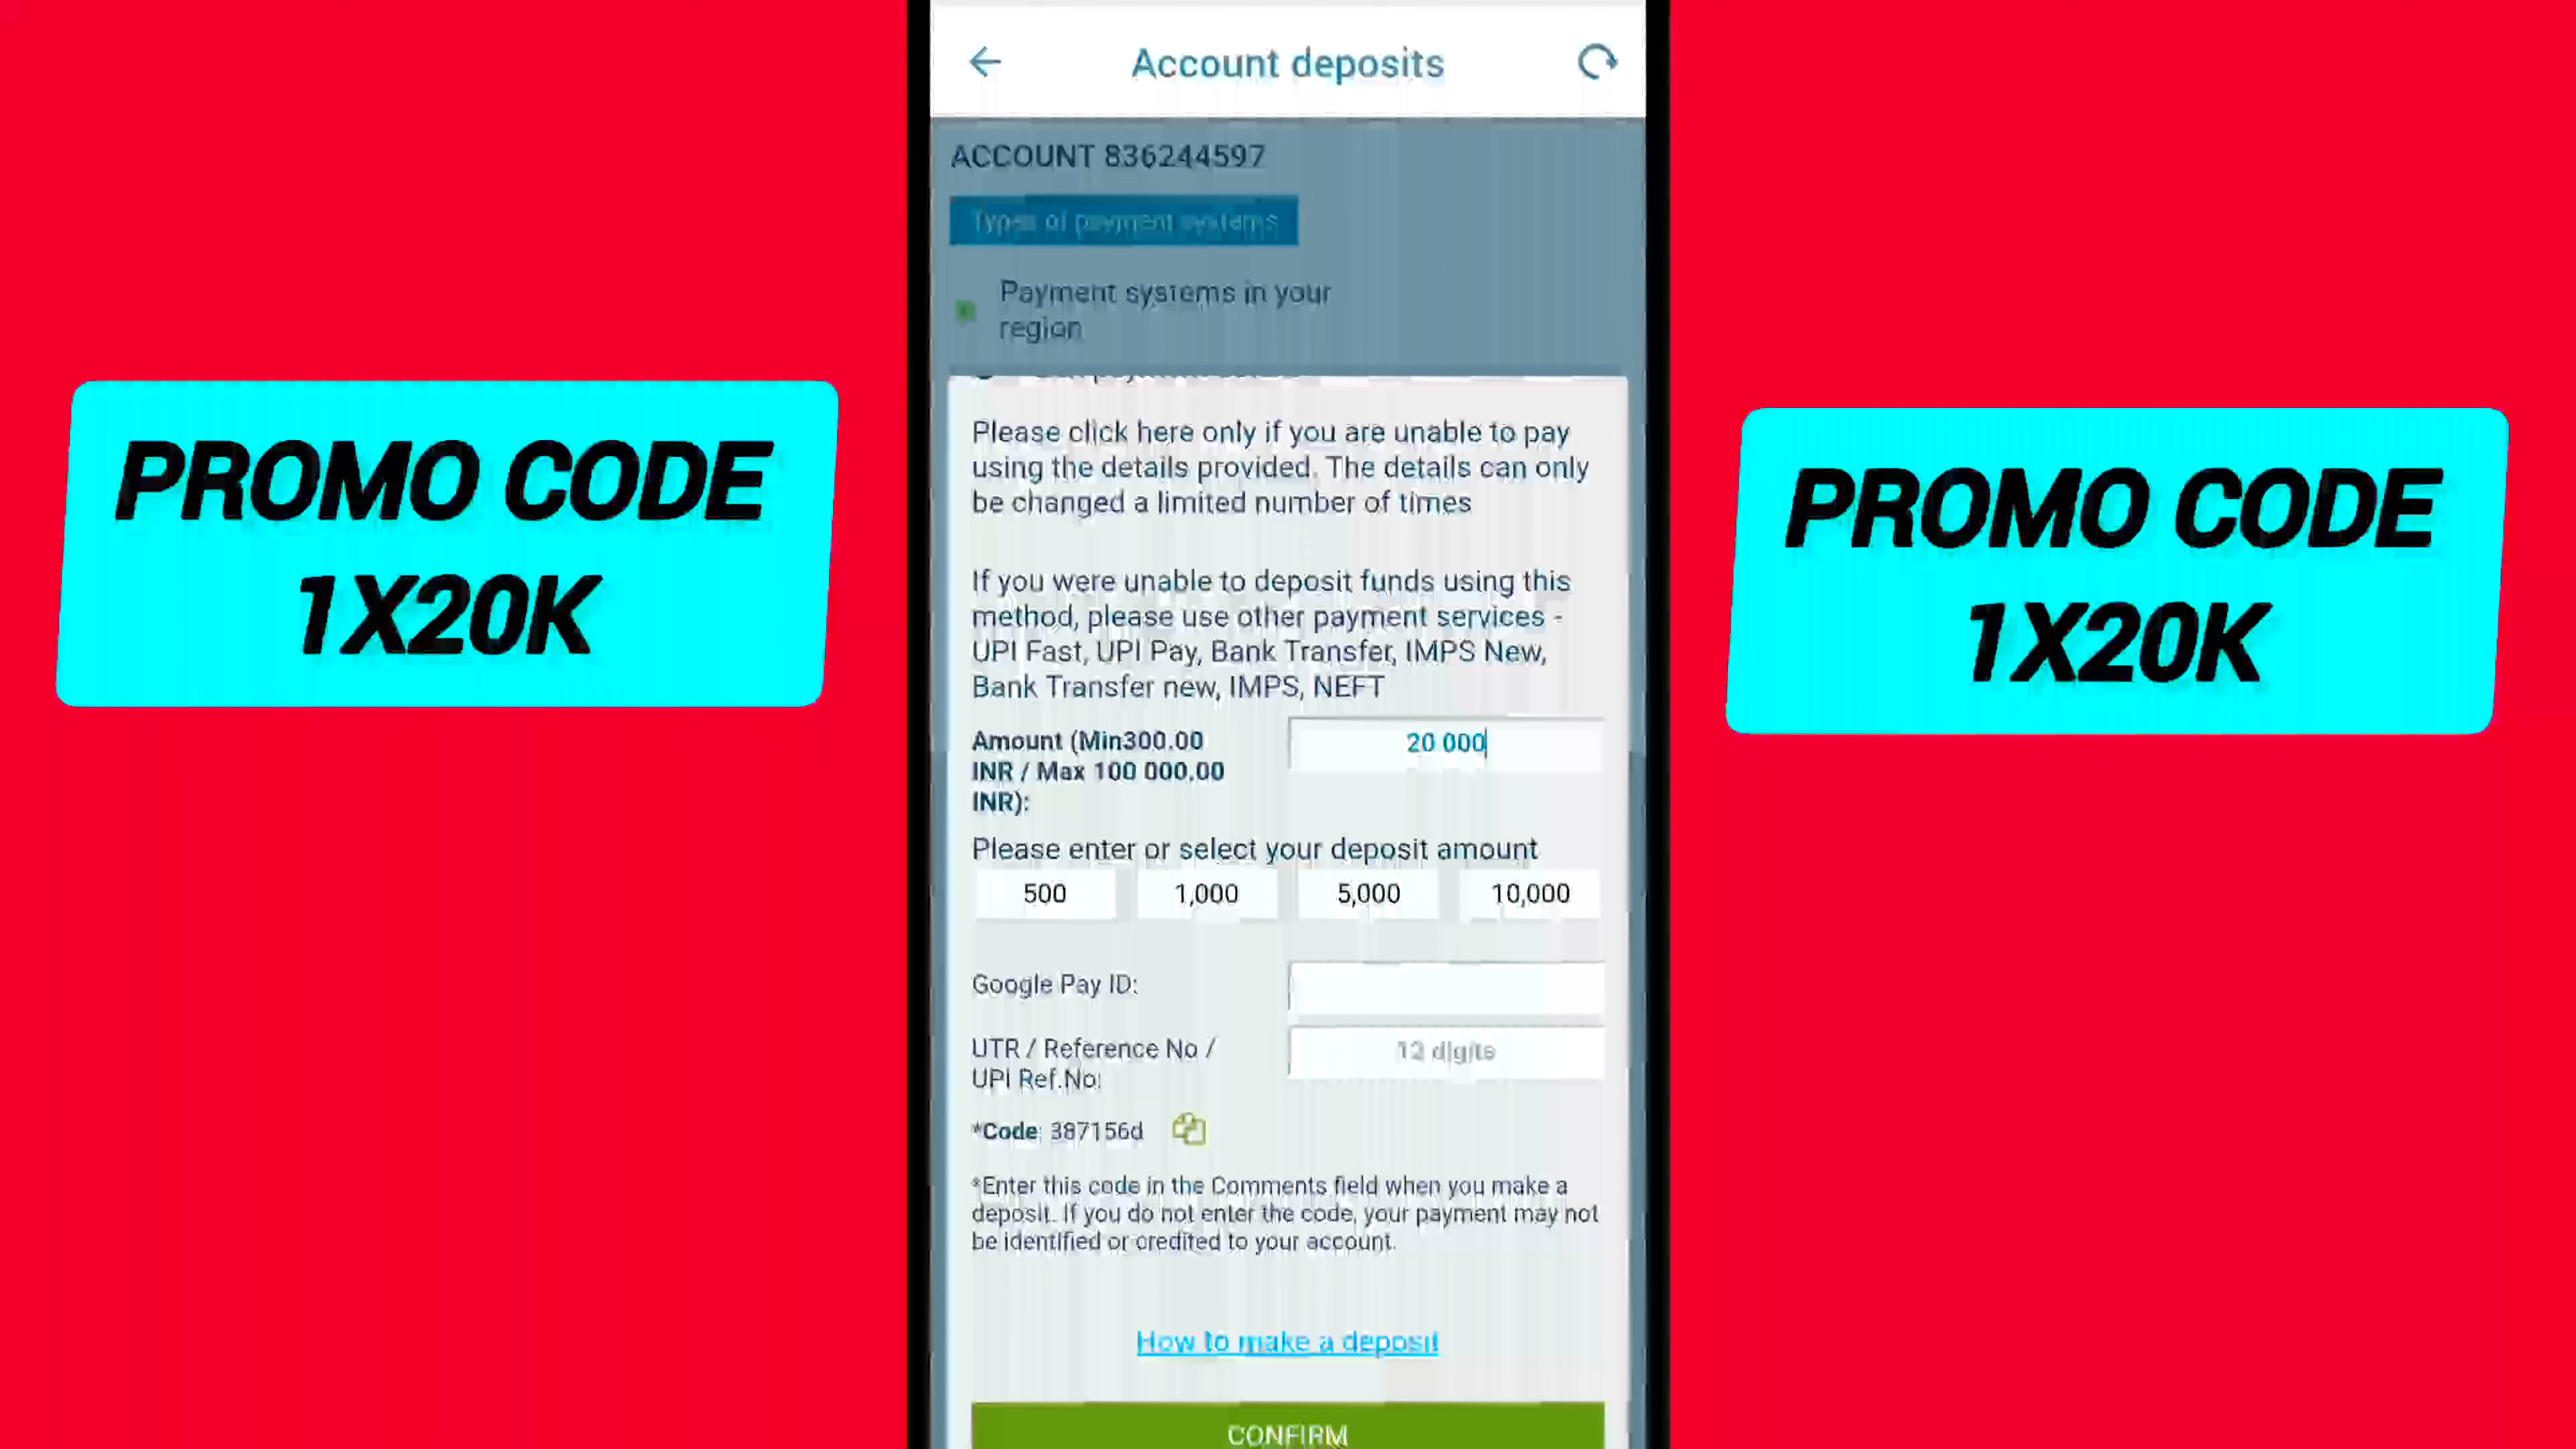 Account deposits
ACCOUNT 836244597
Types of payment systems
Payment systems in your
region
Please click here only if you are unable to pay
using the details provided. The details can only
be changed a limited number of times
If you were unable to deposit funds using this
method, please use other payment services -
UPI Fast, UPI Pay, Bank Transfer, IMPS New,
Bank Transfer new, IMPS, NEFT
Amount (Min300.00
INR / Max 100 000.00
INR):
20 000
Please enter or select your deposit amount
500 1,000 5,000 10,000
Google Pay ID:
UTR / Reference No /
UPI Ref.No:
12 digits
*Code: 387156d
*Enter this code in the Comments field when you make a
deposit. If you do not enter the code, your payment may not
be identified or credited to your account.
How to make a deposit
CONFIRM
PROMO CODE
1X20K
PROMO CODE
1X20K